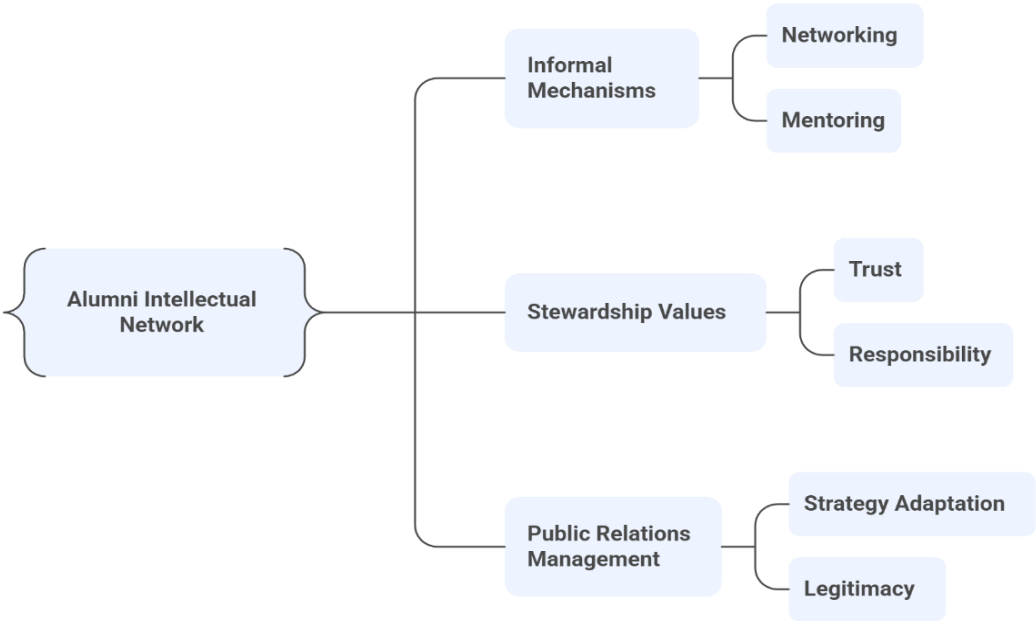 Alumni Intellectual
Network
Informal
Mechanisms
Networking
Mentoring
Stewardship Values
Trust
Responsibility
Public Relations
Management
Strategy Adaptation
Legitimacy